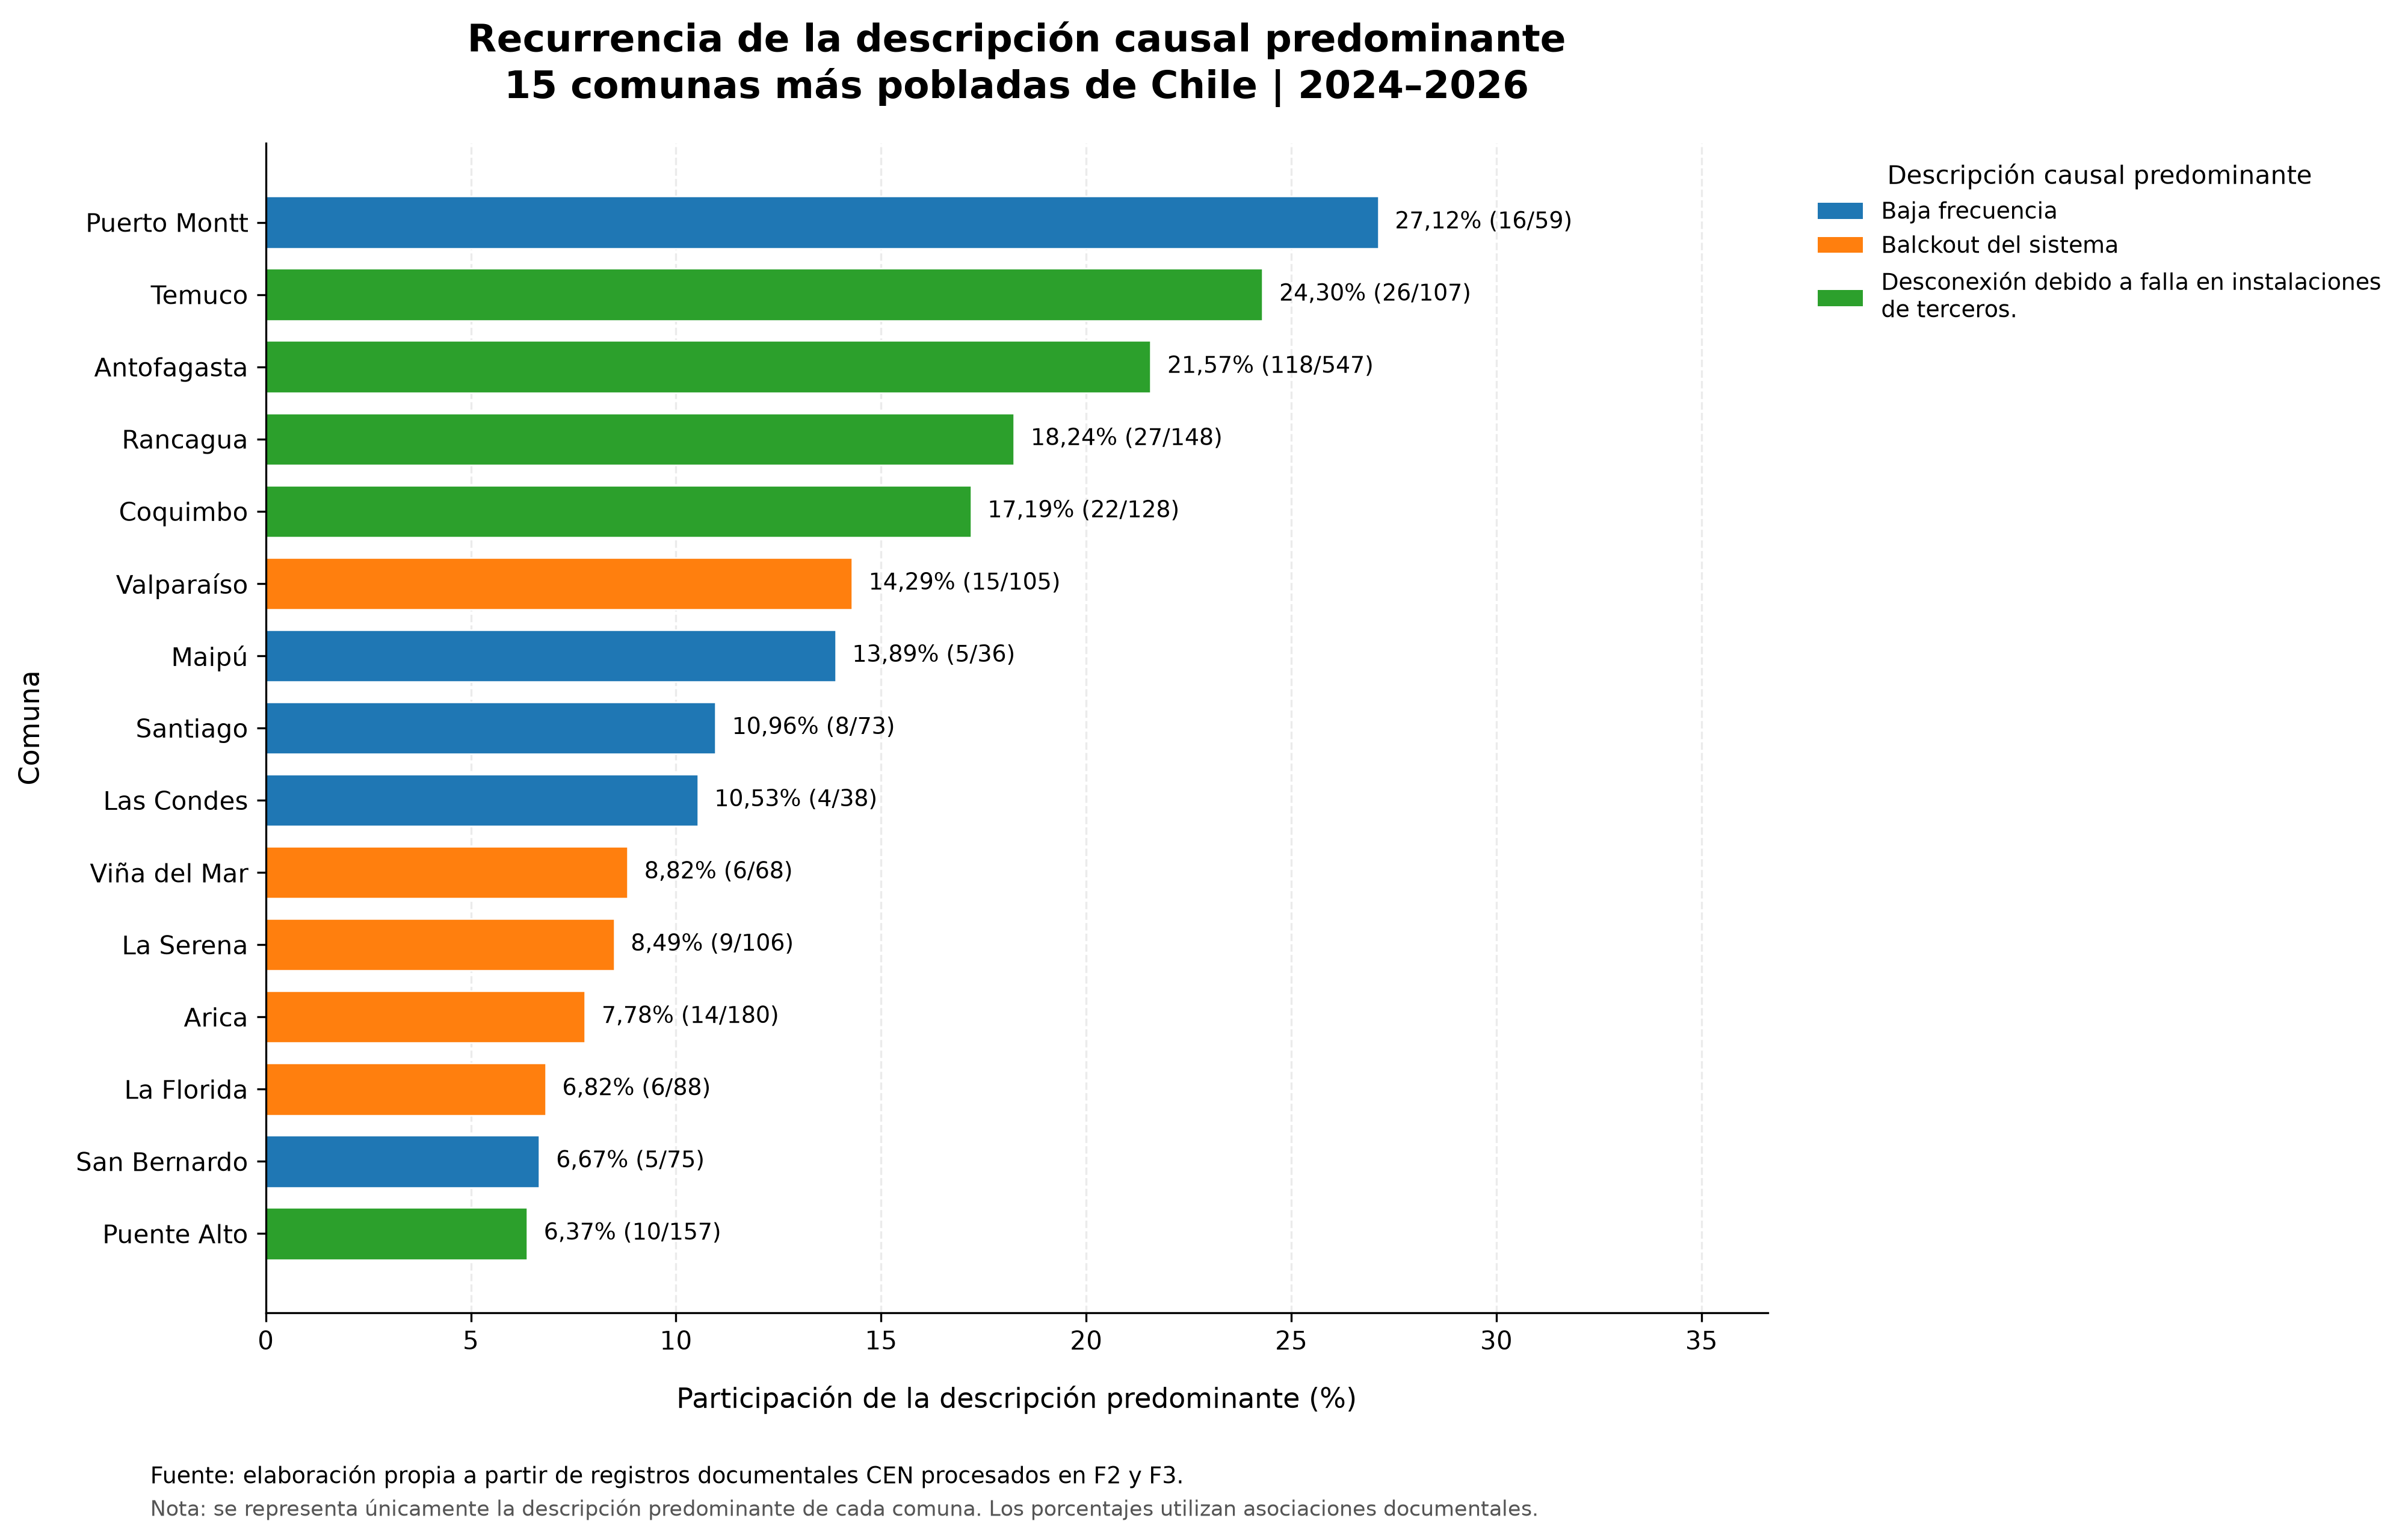 Recurrencia de la descripción causal predominante
15 comunas más pobladas de Chile | 2024–2026
Descripción causal predominante
Baja frecuencia
Balckout del sistema
Desconexión debido a falla en instalaciones
de terceros.
Comuna
Puerto Montt 27,12% (16/59)
Temuco 24,30% (26/107)
Antofagasta 21,57% (118/547)
Rancagua 18,24% (27/148)
Coquimbo 17,19% (22/128)
Valparaíso 14,29% (15/105)
Maipú 13,89% (5/36)
Santiago 10,96% (8/73)
Las Condes 10,53% (4/38)
Viña del Mar 8,82% (6/68)
La Serena 8,49% (9/106)
Arica 7,78% (14/180)
La Florida 6,82% (6/88)
San Bernardo 6,67% (5/75)
Puente Alto 6,37% (10/157)
0 5 10 15 20 25 30 35
Participación de la descripción predominante (%)
Fuente: elaboración propia a partir de registros documentales CEN procesados en F2 y F3.
Nota: se representa únicamente la descripción predominante de cada comuna. Los porcentajes utilizan asociaciones documentales.